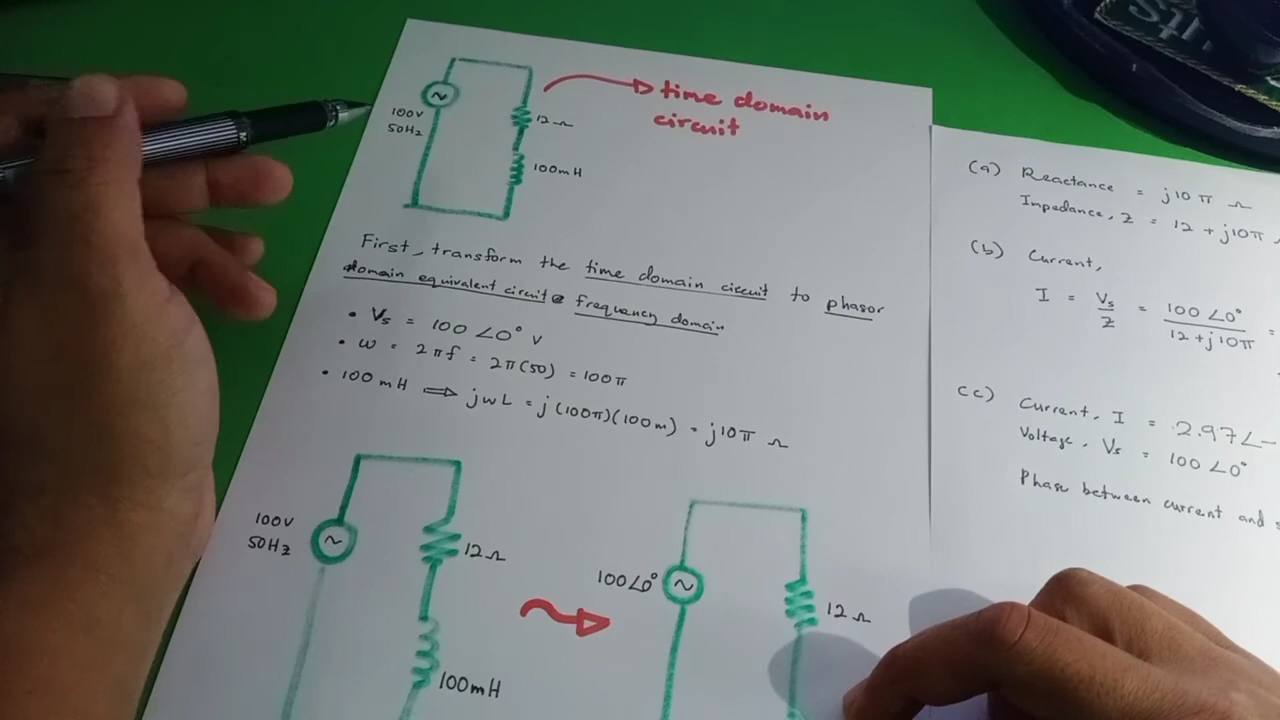 100V
50Hz
12Ω
100mH
time domain
circuit
First, transform the time domain circuit to phasor
domain equivalent circuit @ frequency domain
• Vs = 100∠0° V
• ω = 2πf = 2π(50) = 100π
• 100mH ⟹ jωL = j(100π)(100m) = j10π Ω
100V
50Hz
12Ω
100mH
100∠0°
12Ω
(a) Reactance = j10π Ω
Impedance, Z = 12 + j10π
(b) Current,
I = Vs/Z = 100∠0°/12+j10π =
(c) Current, I = 2.97∠-
Voltage, Vs = 100∠0°
Phase between current and